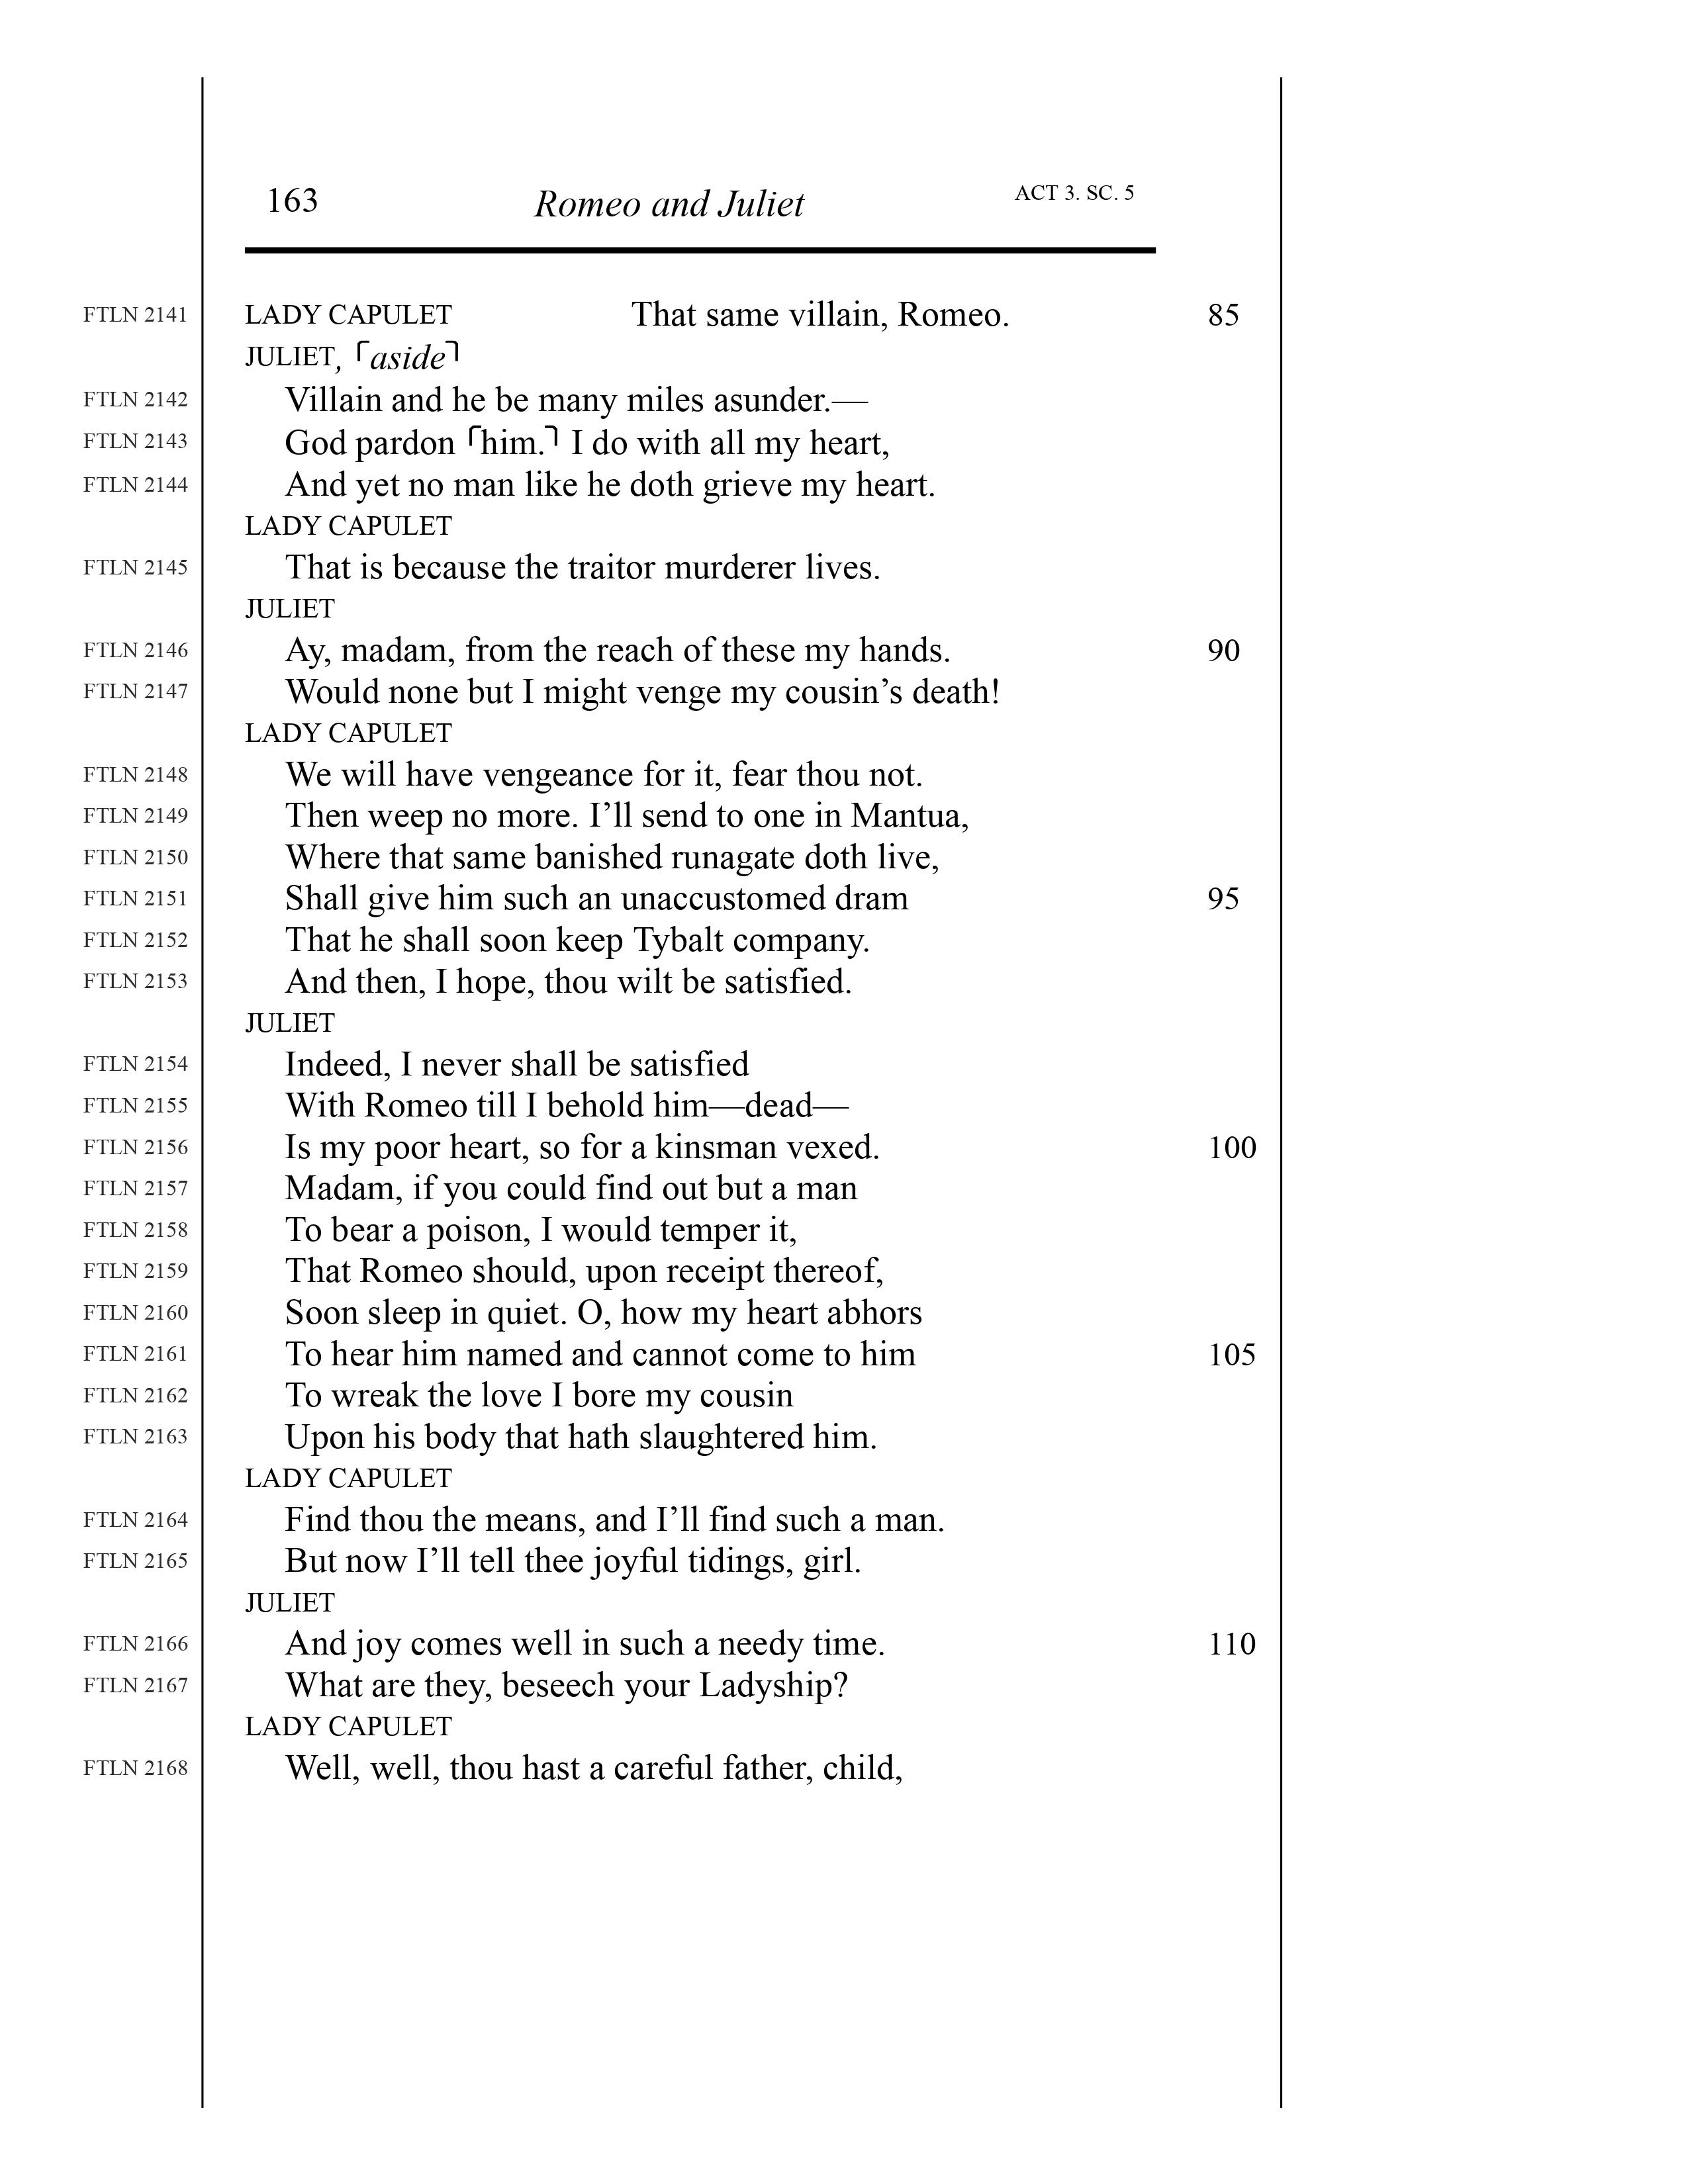 163 Romeo and Juliet ACT 3. SC. 5
FTLN 2141 LADY CAPULET That same villain, Romeo. 85
JULIET, ⌜aside⌝
FTLN 2142 Villain and he be many miles asunder.—
FTLN 2143 God pardon ⌜him.⌝ I do with all my heart,
FTLN 2144 And yet no man like he doth grieve my heart.
LADY CAPULET
FTLN 2145 That is because the traitor murderer lives.
JULIET
FTLN 2146 Ay, madam, from the reach of these my hands. 90
FTLN 2147 Would none but I might venge my cousin’s death!
LADY CAPULET
FTLN 2148 We will have vengeance for it, fear thou not.
FTLN 2149 Then weep no more. I’ll send to one in Mantua,
FTLN 2150 Where that same banished runagate doth live,
FTLN 2151 Shall give him such an unaccustomed dram 95
FTLN 2152 That he shall soon keep Tybalt company.
FTLN 2153 And then, I hope, thou wilt be satisfied.
JULIET
FTLN 2154 Indeed, I never shall be satisfied
FTLN 2155 With Romeo till I behold him—dead—
FTLN 2156 Is my poor heart, so for a kinsman vexed. 100
FTLN 2157 Madam, if you could find out but a man
FTLN 2158 To bear a poison, I would temper it,
FTLN 2159 That Romeo should, upon receipt thereof,
FTLN 2160 Soon sleep in quiet. O, how my heart abhors
FTLN 2161 To hear him named and cannot come to him 105
FTLN 2162 To wreak the love I bore my cousin
FTLN 2163 Upon his body that hath slaughtered him.
LADY CAPULET
FTLN 2164 Find thou the means, and I’ll find such a man.
FTLN 2165 But now I’ll tell thee joyful tidings, girl.
JULIET
FTLN 2166 And joy comes well in such a needy time. 110
FTLN 2167 What are they, beseech your Ladyship?
LADY CAPULET
FTLN 2168 Well, well, thou hast a careful father, child,